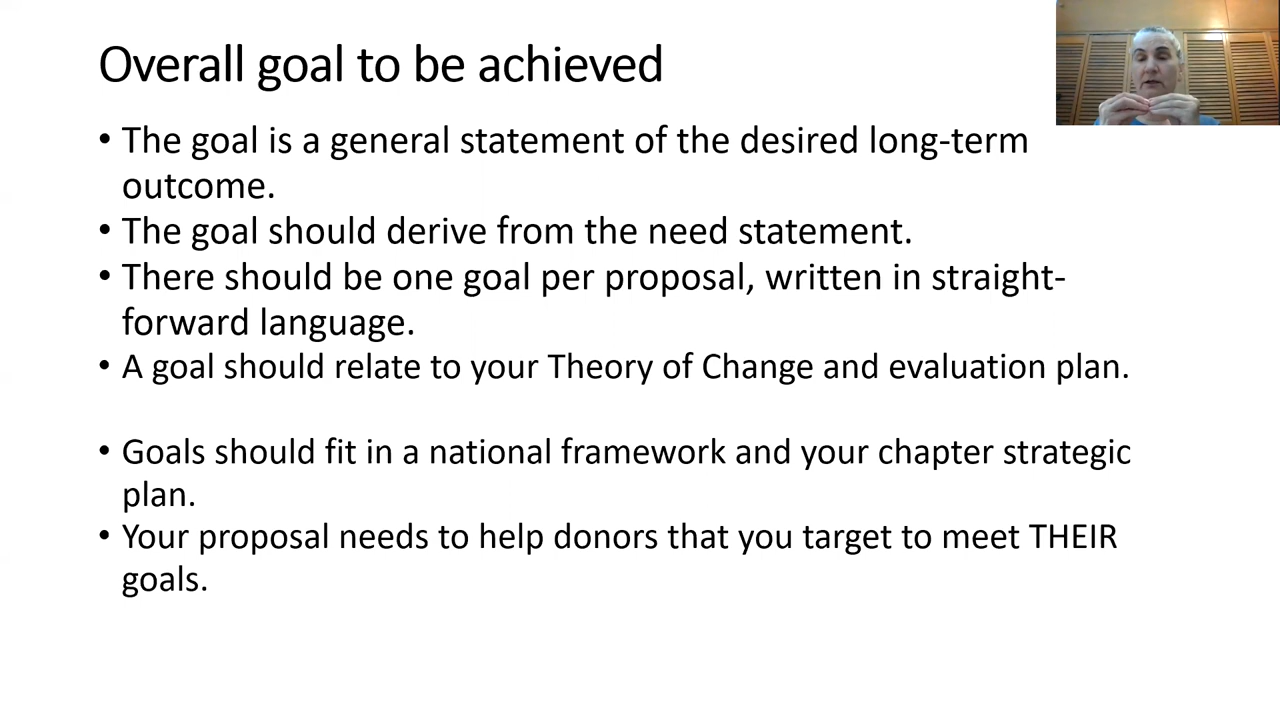 Overall goal to be achieved
• The goal is a general statement of the desired long-term
outcome.
• The goal should derive from the need statement.
• There should be one goal per proposal, written in straight-
forward language.
• A goal should relate to your Theory of Change and evaluation plan.
• Goals should fit in a national framework and your chapter strategic
plan.
• Your proposal needs to help donors that you target to meet THEIR
goals.